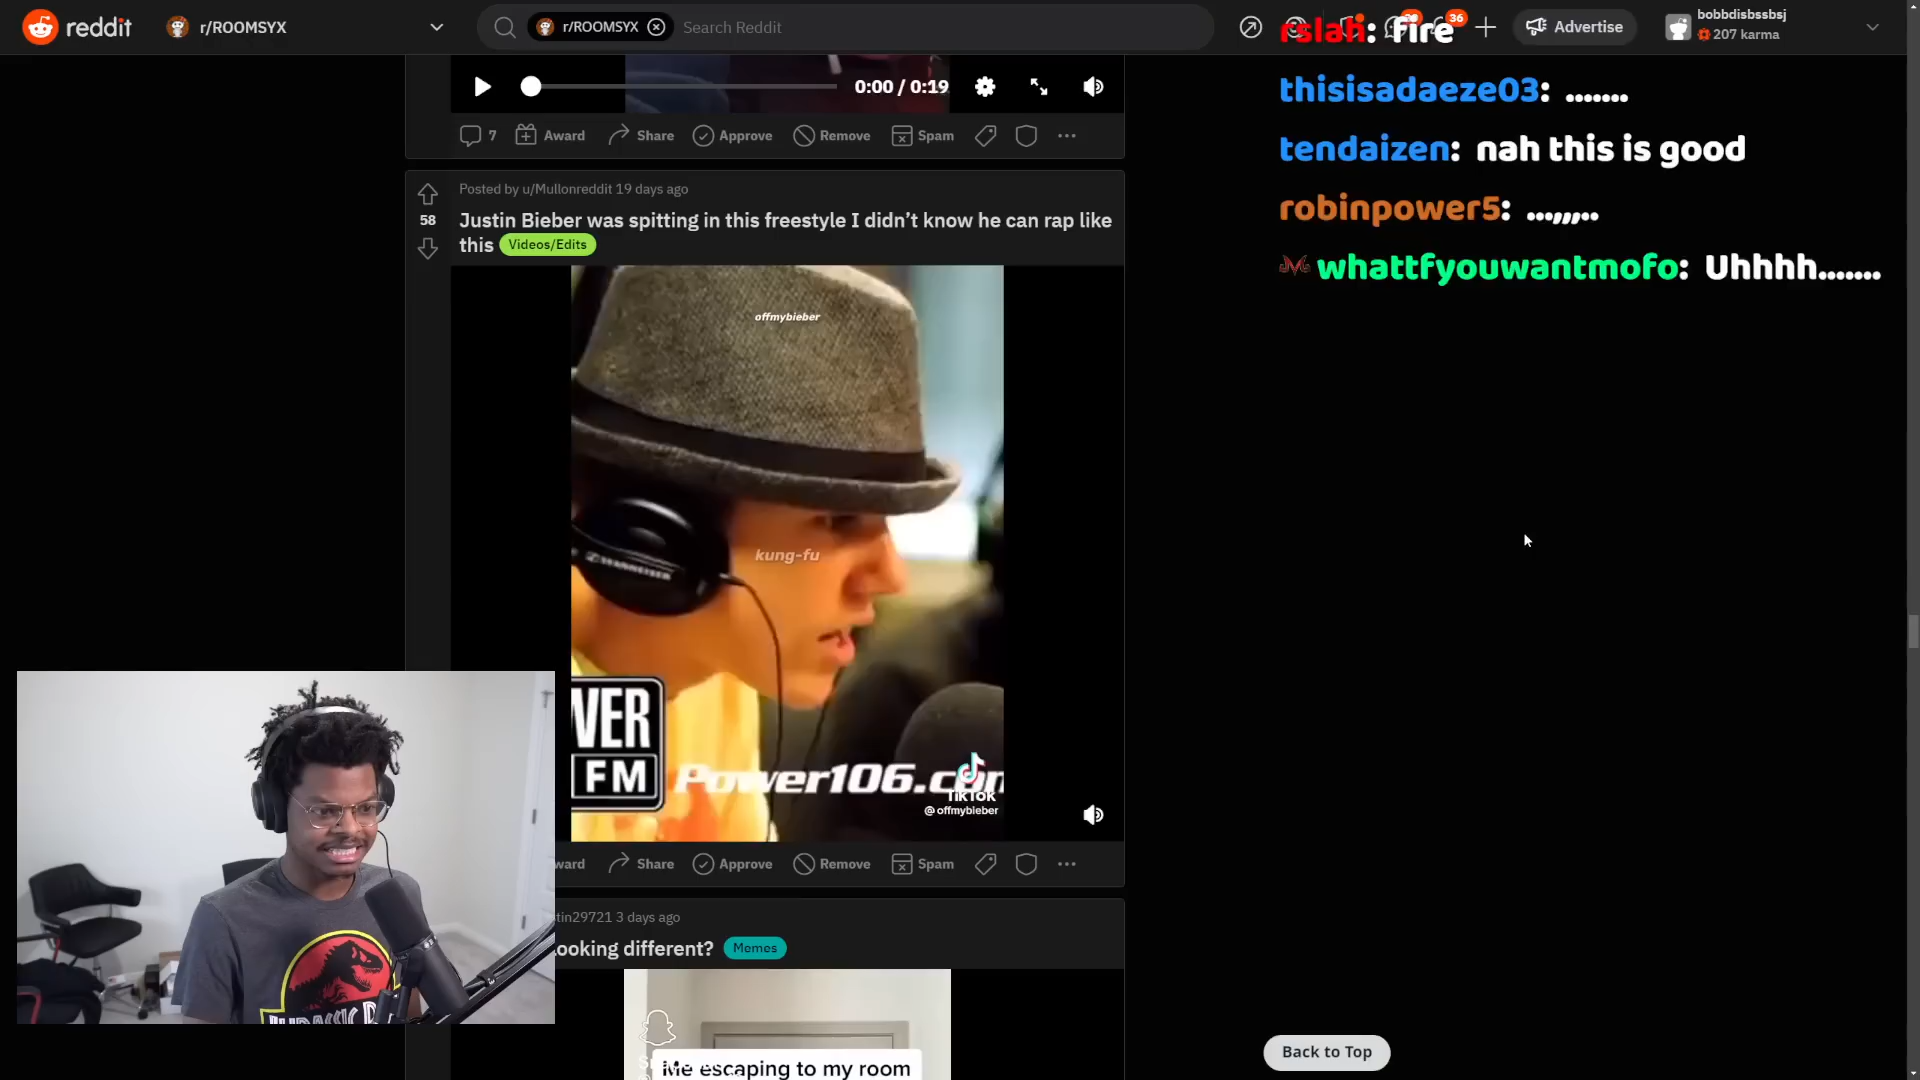 reddit
r/ROOMSYX
r/ROOMSYX
Search Reddit
36
Advertise
bobbdisbssbsj
207 karma
rslah: fire
thisisadaeze03: .......
tendaizen: nah this is good
robinpower5: ...,,,,..
whattfyouwantmofo: Uhhhh.......
0:00 / 0:19
7
Award
Share
Approve
Remove
Spam
Posted by u/Mullonreddit 19 days ago
58
Justin Bieber was spitting in this freestyle I didn’t know he can rap like
this
Videos/Edits
offmybieber
SENNHEISER
kung-fu
WER
FM
Power106.com
TikTok
@offmybieber
ward
Share
Approve
Remove
Spam
tin29721 3 days ago
ooking different?
Memes
Me escaping to my room
Back to Top